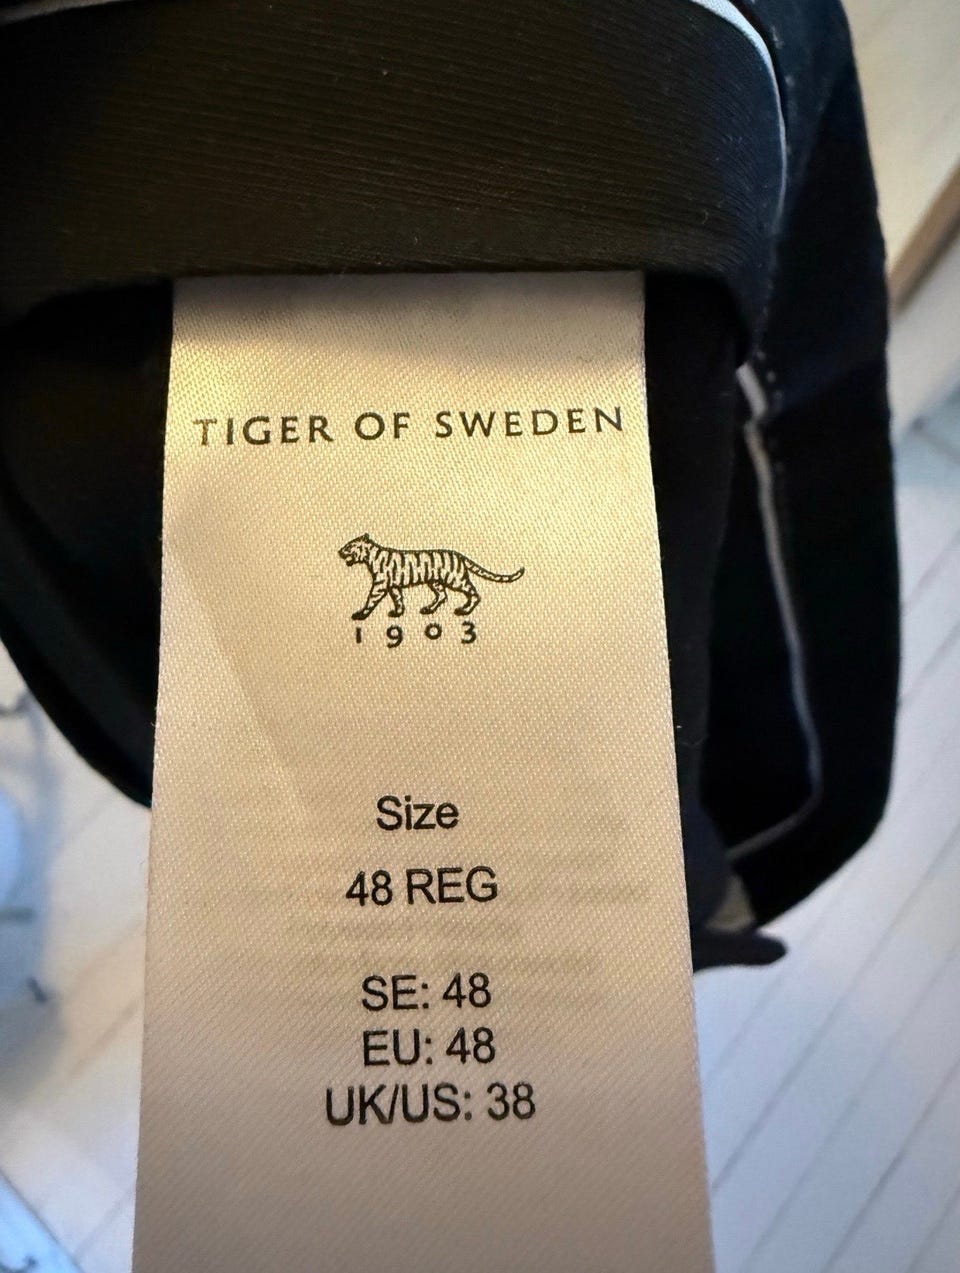 TIGER OF SWEDEN
1903
Size
48 REG
SE: 48
EU: 48
UK/US: 38